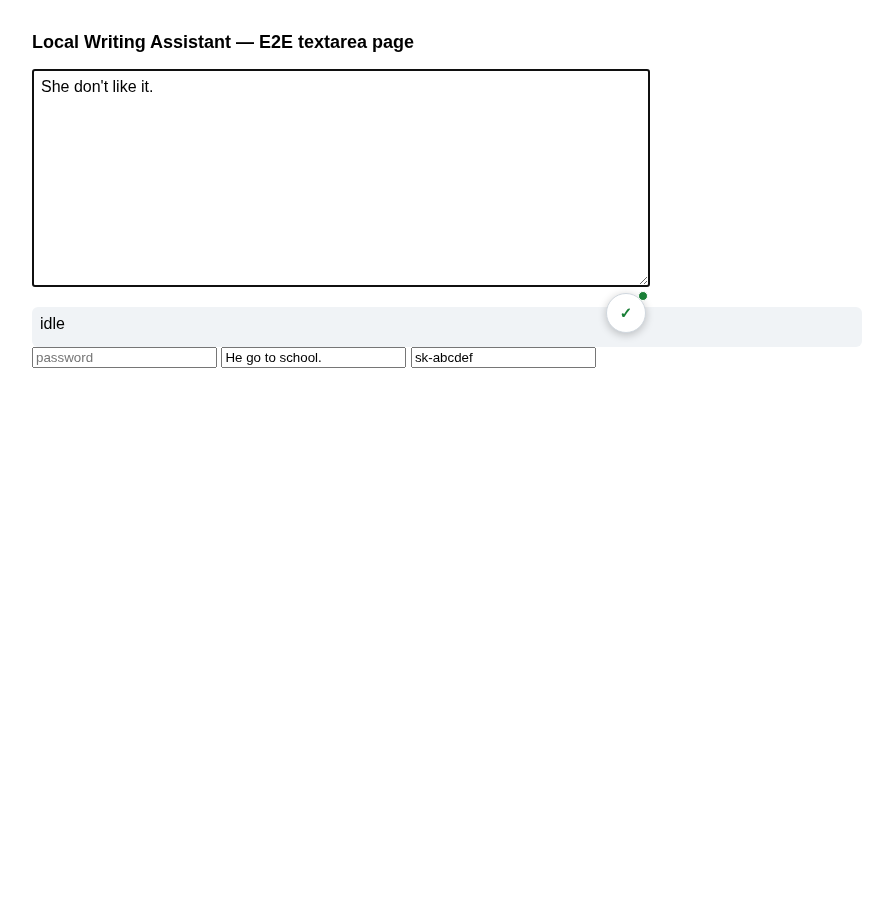 Local Writing Assistant — E2E textarea page
She don't like it.
✓
idle
password He go to school. sk-abcdef